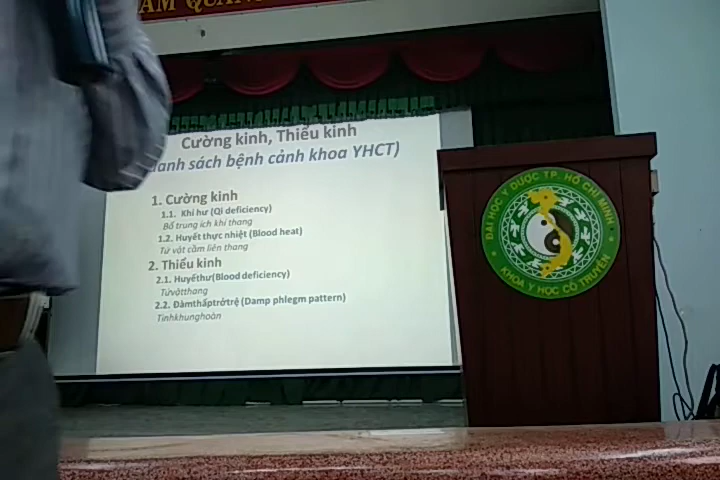 AM QUANG
Cường kinh, Thiểu kinh
danh sách bệnh cảnh khoa YHCT)
1. Cường kinh
1.1. Khí hư (Qi deficiency)
Bổ trung ích khí thang
1.2. Huyết thực nhiệt (Blood heat)
Tứ vật cầm liên thang
2. Thiểu kinh
2.1. Huyếthư(Blood deficiency)
Tứvậtthang
2.2. Đàmthấptrởtrệ (Damp phlegm pattern)
Tinhkhunghoàn
ĐẠI HỌC Y DƯỢC TP. HỒ CHÍ MINH
KHOA Y HỌC CỔ TRUYỀN